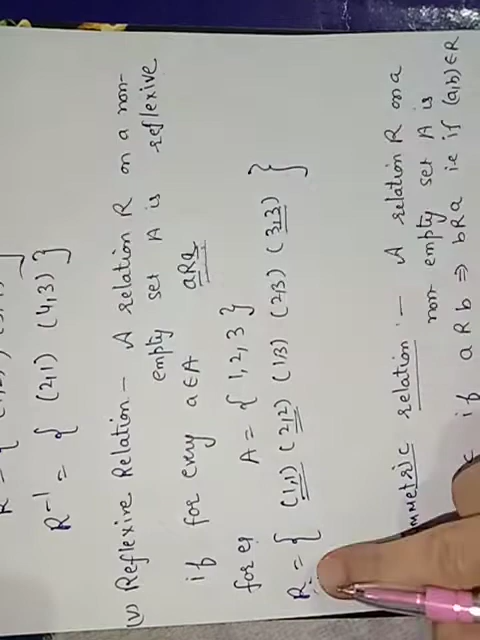 R⁻¹ = { (2,1) (4,3) }
(v) Reflexive Relation :- A relation R on a non-
empty set A is reflexive
if for every a∈A aRa
for eg A = { 1, 2, 3 }
R = { (1,1) (2,2) (1,3) (2,3) (3,3) }
relation :- A relation R on a
non empty set A is
if aRb ⇒ bRa ie if (a,b)∈R